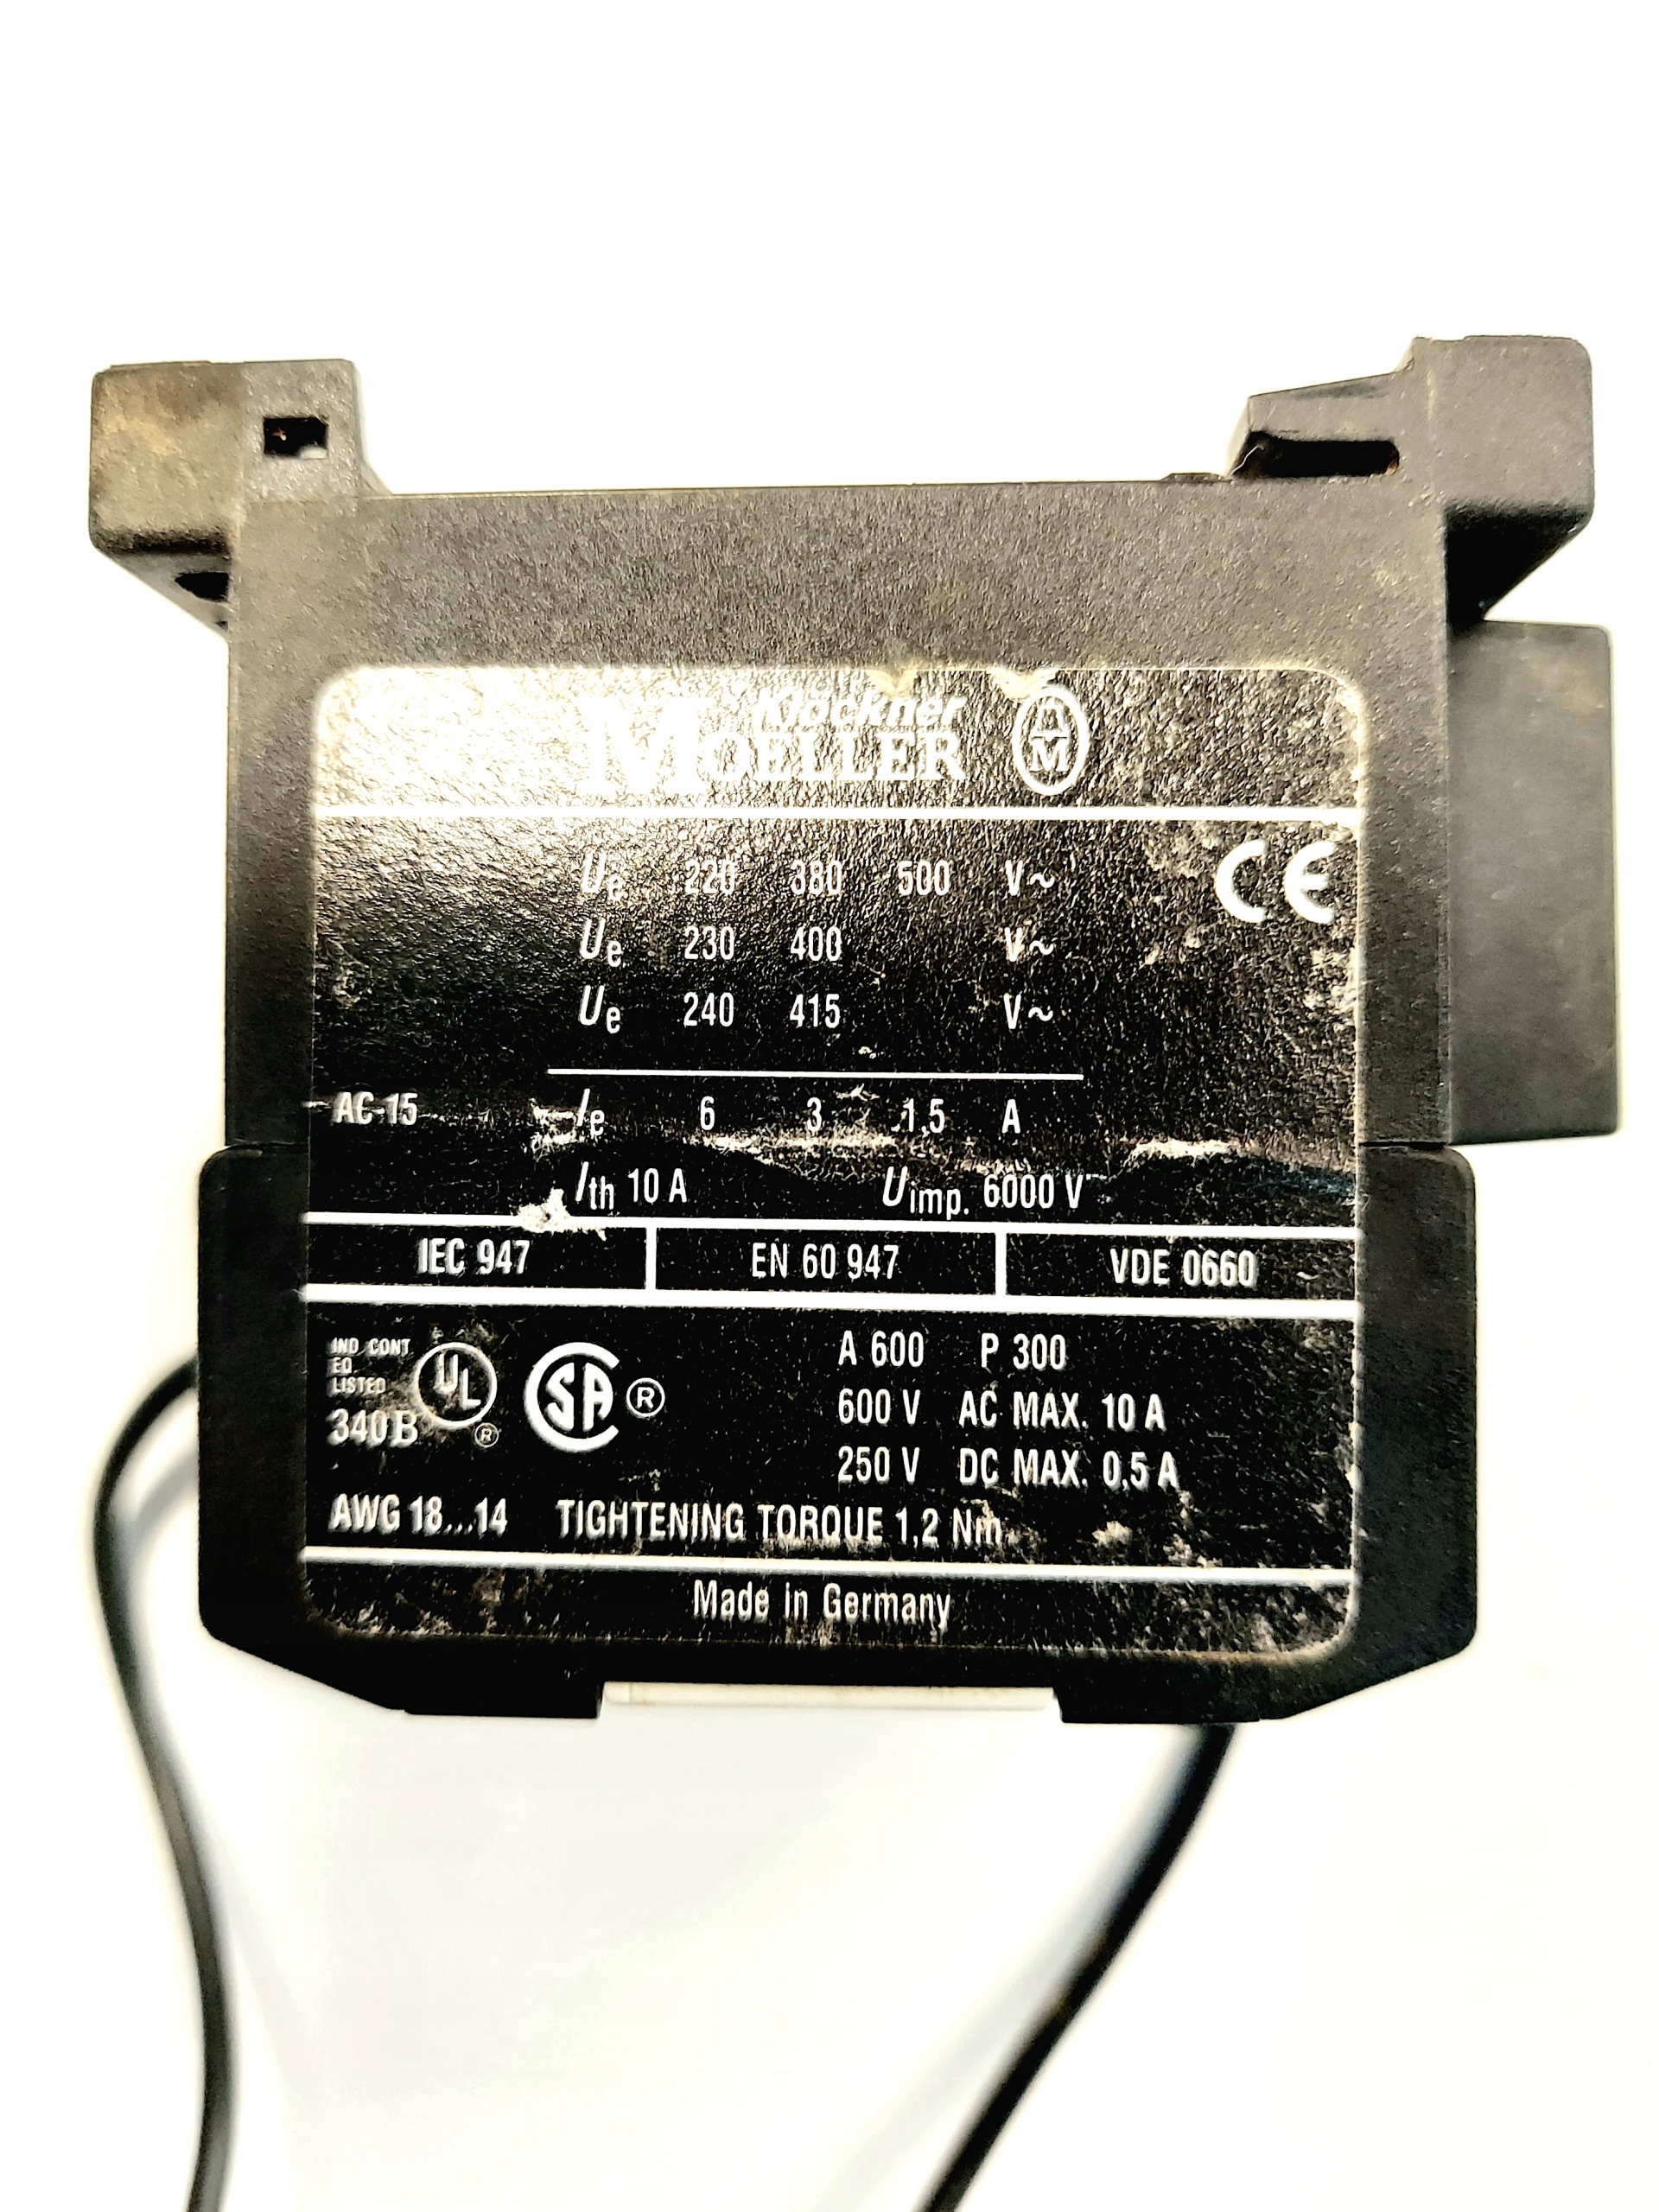 Klöckner
MOELLER M
Ue 220 380 500 V~
CE
Ue 230 400 V~
Ue 240 415 V~
AC-15 Ie 6 3 1,5 A
Ith 10 A Uimp. 6000 V
IEC 947 EN 60 947 VDE 0660
IND. CONT
EQ.
LISTED
340B
UL ®
SA ®
A 600 P 300
600 V AC MAX. 10 A
250 V DC MAX. 0,5 A
AWG 18...14 TIGHTENING TORQUE 1,2 Nm
Made in Germany